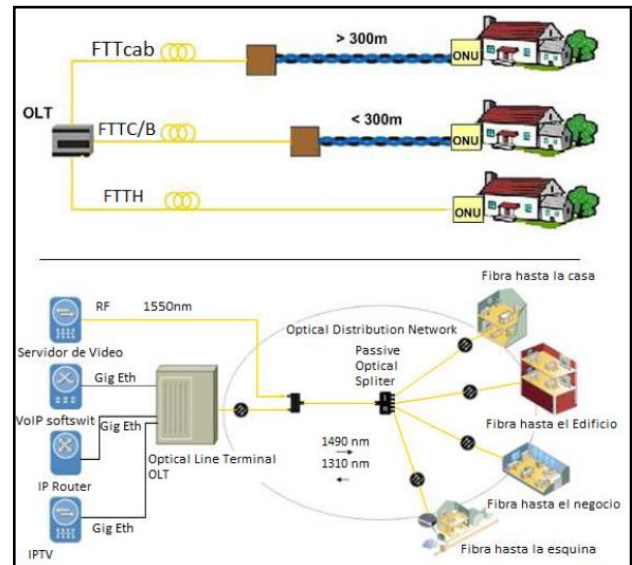 FTTcab
> 300m
ONU
OLT
FTTC/B
< 300m
ONU
FTTH
ONU
Fibra hasta la casa
RF 1550nm
Optical Distribution Network
Servidor de Video
Passive
Optical
Spliter
Gig Eth
VoIP softswit
Gig Eth
Fibra hasta el Edificio
Optical Line Terminal
OLT
1490 nm
1310 nm
IP Router
Fibra hasta el negocio
Gig Eth
IPTV
Fibra hasta la esquina